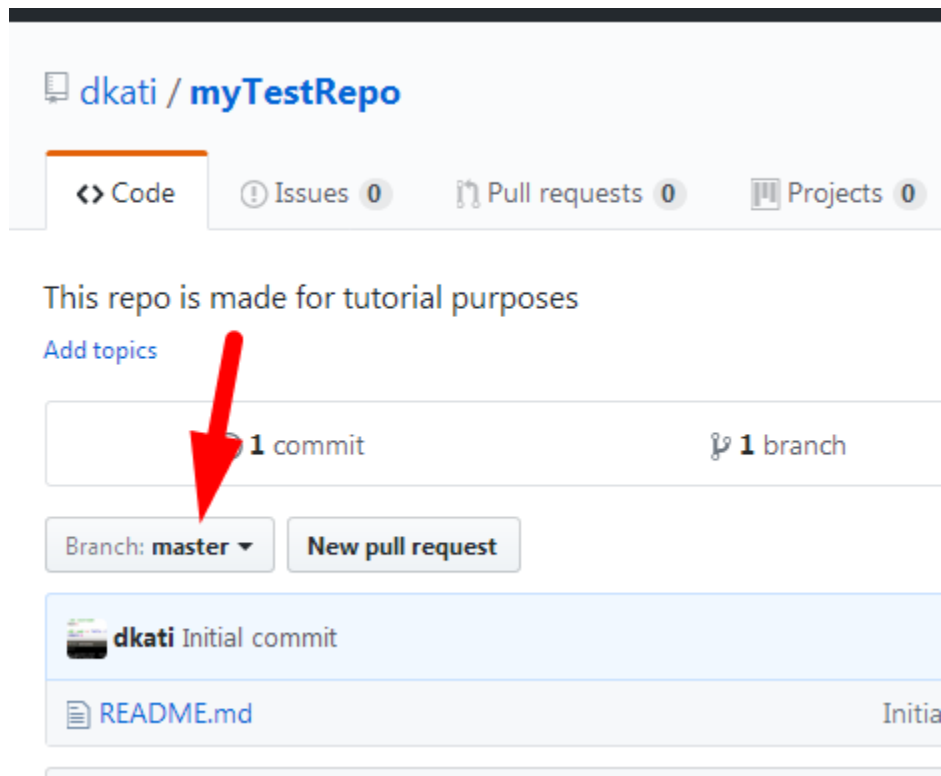 dkati / myTestRepo
Code Issues 0 Pull requests 0 Projects 0
This repo is made for tutorial purposes
Add topics
1 commit 1 branch
Branch: master New pull request
dkati Initial commit
README.md Initia